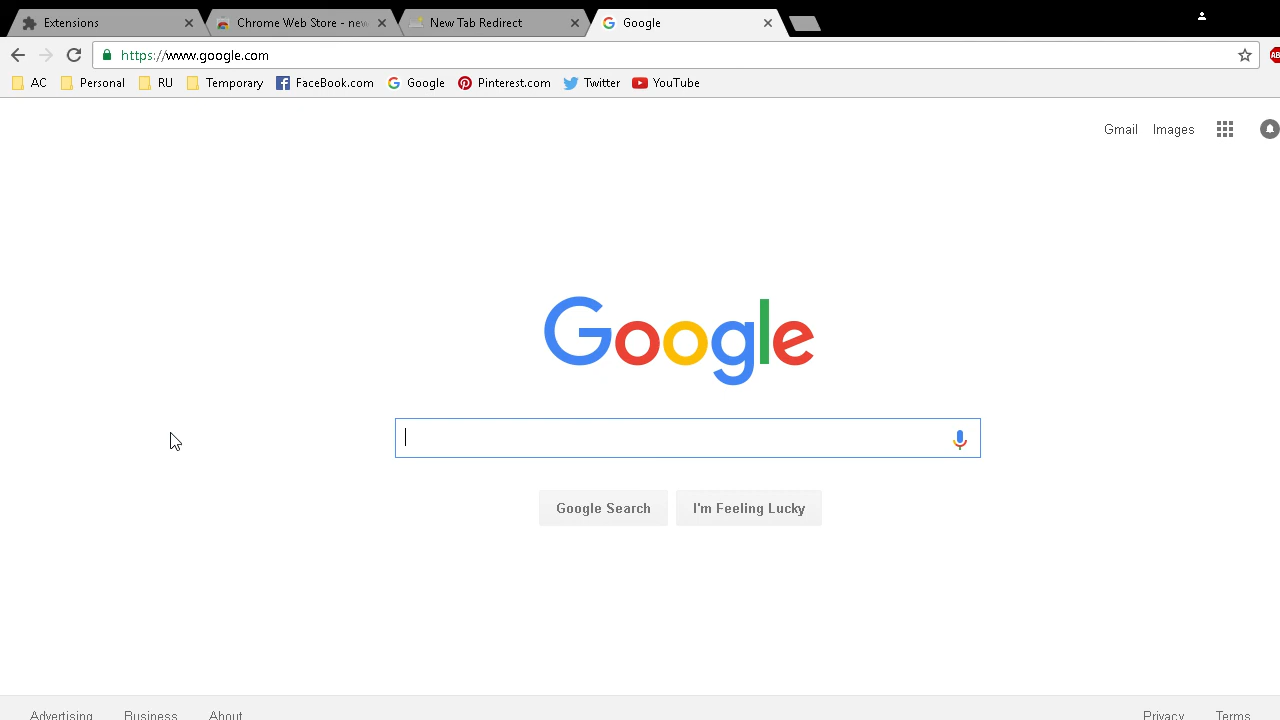 Extensions Chrome Web Store - new New Tab Redirect Google
https://www.google.com
AC Personal RU Temporary FaceBook.com Google Pinterest.com Twitter YouTube
Gmail Images
Google
Google Search I'm Feeling Lucky
Advertising Business About Privacy Terms